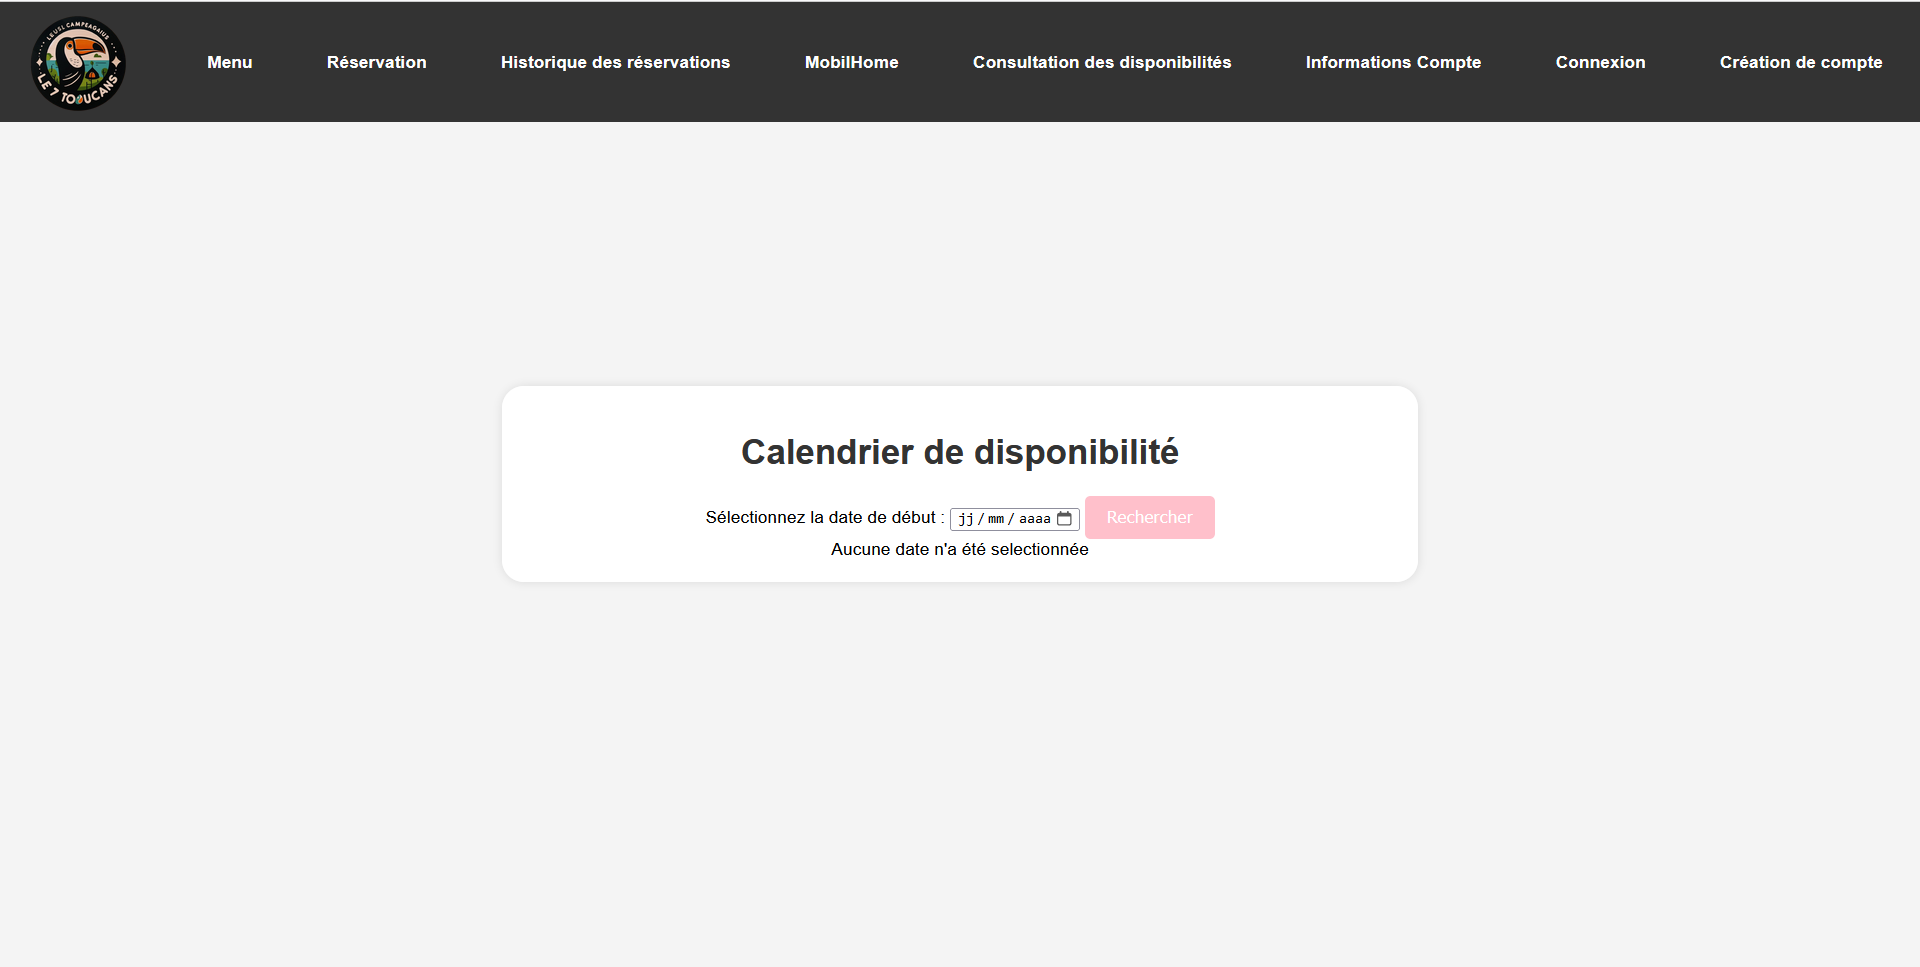 LE 7 TOOUCANS
Menu
Réservation
Historique des réservations
MobilHome
Consultation des disponibilités
Informations Compte
Connexion
Création de compte
Calendrier de disponibilité
Sélectionnez la date de début : jj/mm/aaaa Rechercher
Aucune date n'a été selectionnée